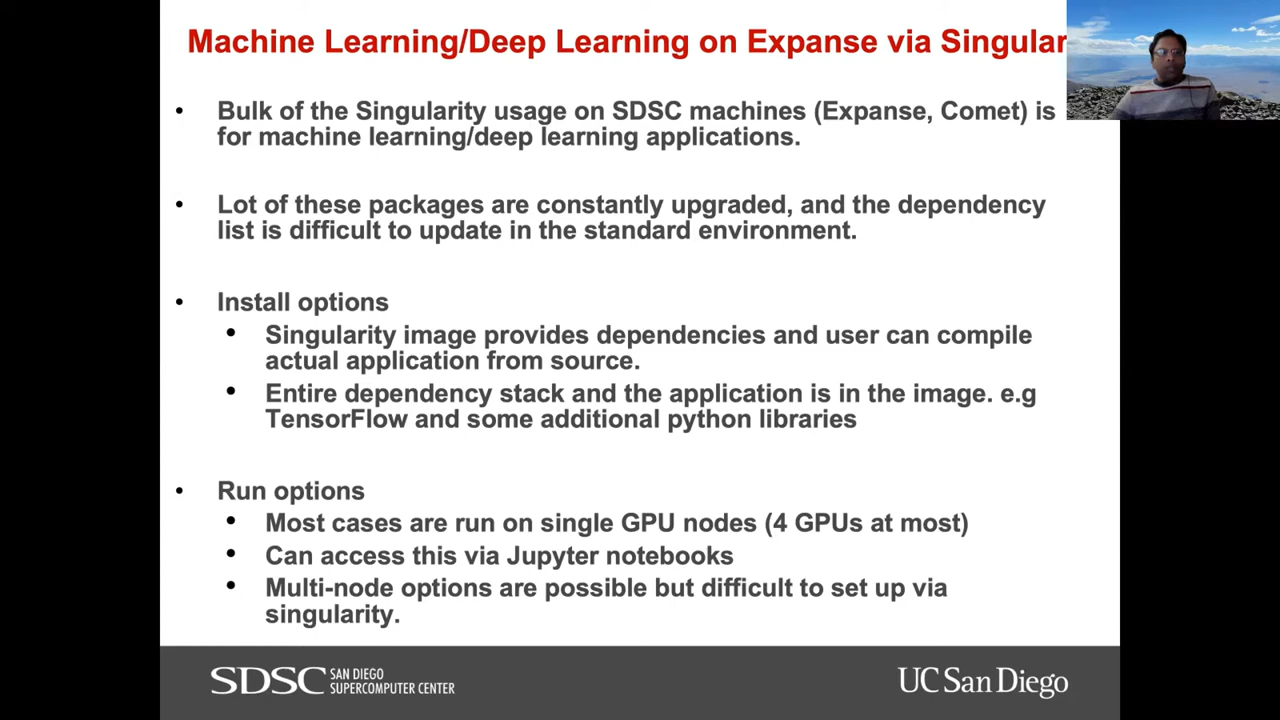 Machine Learning/Deep Learning on Expanse via Singular
• Bulk of the Singularity usage on SDSC machines (Expanse, Comet) is
for machine learning/deep learning applications.
• Lot of these packages are constantly upgraded, and the dependency
list is difficult to update in the standard environment.
• Install options
• Singularity image provides dependencies and user can compile
actual application from source.
• Entire dependency stack and the application is in the image. e.g
TensorFlow and some additional python libraries
• Run options
• Most cases are run on single GPU nodes (4 GPUs at most)
• Can access this via Jupyter notebooks
• Multi-node options are possible but difficult to set up via
singularity.
SDSC SAN DIEGO
SUPERCOMPUTER CENTER
UC San Diego